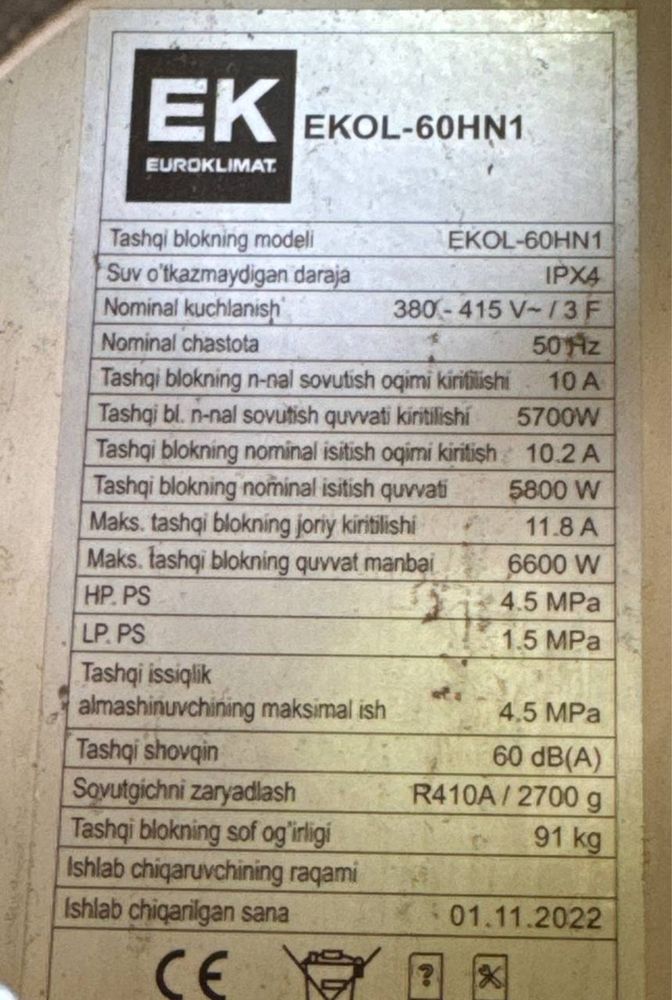 EK
EUROKLIMAT.
EKOL-60HN1
Tashqi blokning modeli EKOL-60HN1
Suv o'tkazmaydigan daraja IPX4
Nominal kuchlanish 380 - 415 V~ / 3 F
Nominal chastota 50 Hz
Tashqi blokning n-nal sovutish oqimi kiritilishi 10 A
Tashqi bl. n-nal sovutish quvvati kiritilishi 5700W
Tashqi blokning nominal isitish oqimi kiritish 10.2 A
Tashqi blokning nominal isitish quvvati 5800 W
Maks. tashqi blokning joriy kiritilishi 11.8 A
Maks. tashqi blokning quvvat manbai 6600 W
HP. PS 4.5 MPa
LP. PS 1.5 MPa
Tashqi issiqlik
almashinuvchining maksimal ish 4.5 MPa
Tashqi shovqin 60 dB(A)
Sovutgichni zaryadlash R410A / 2700 g
Tashqi blokning sof og'irligi 91 kg
Ishlab chiqaruvchining raqami
Ishlab chiqarilgan sana 01.11.2022
CE
?